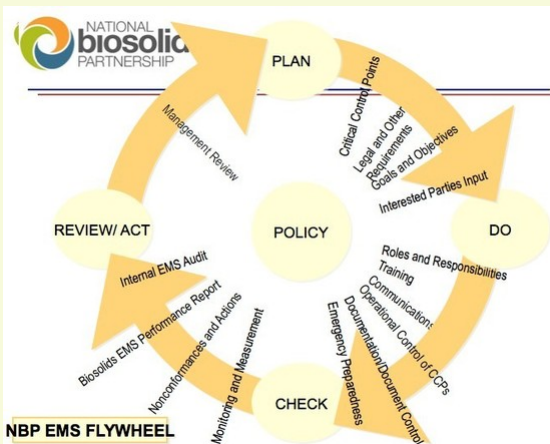 NATIONAL
biosolid
PARTNERSHIP
PLAN
Critical Control Points
Legal and Other
Requirements
Goals and Objectives
Interested Parties Input
DO
Roles and Responsibilities
Training
Communications
Operational Control of CCPs
Documentation/Document Control
Emergency Preparedness
CHECK
Monitoring and Measurement
Nonconformances and Actions
Biosolids EMS Performance Report
Internal EMS Audit
REVIEW/ ACT
Management Review
POLICY
NBP EMS FLYWHEEL